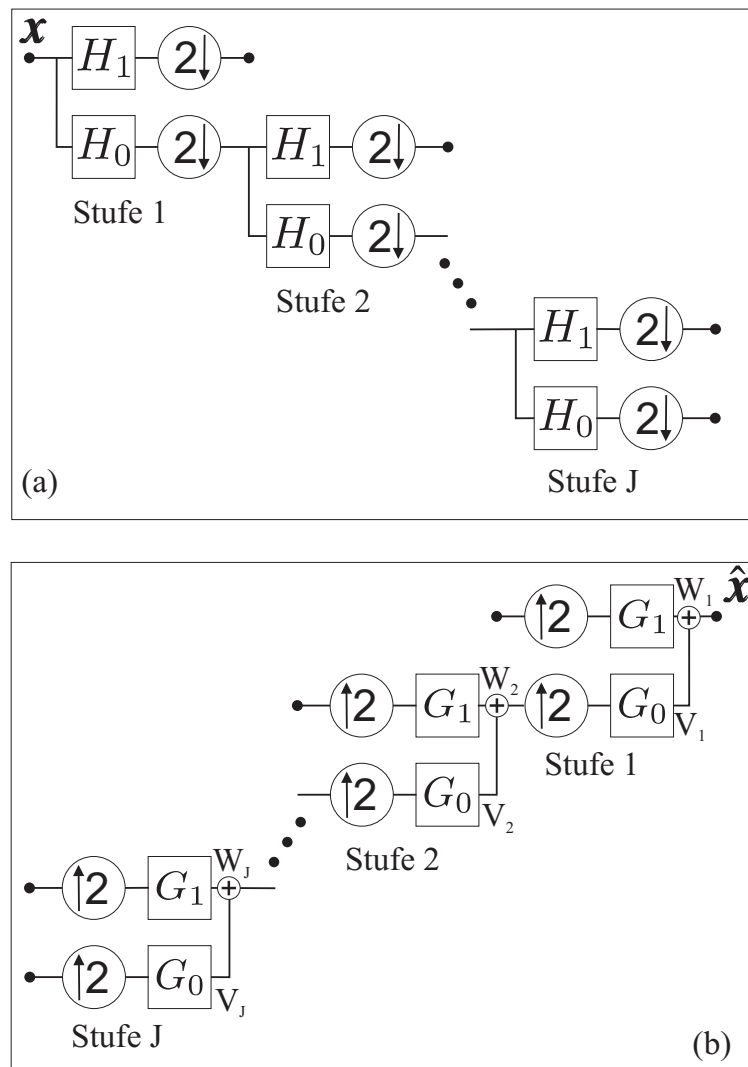 x
H₁ 2↓
H₀ 2↓ H₁ 2↓
Stufe 1
H₀ 2↓
Stufe 2
H₁ 2↓
H₀ 2↓
Stufe J
(a)
x̂
↑2 G₁ W₁ +
↑2 G₁ W₂ + ↑2 G₀ V₁
Stufe 1
↑2 G₀ V₂
Stufe 2
↑2 G₁ W_J +
↑2 G₀ V_J
Stufe J
(b)